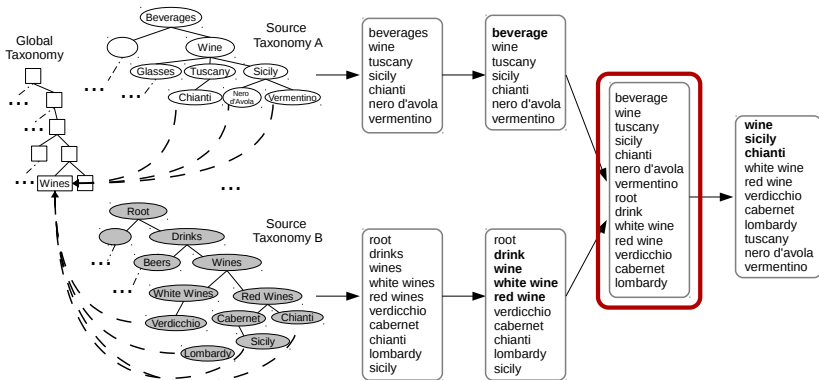 Global
Taxonomy
...
...
...
...
Wines
Beverages
Wine
Glasses
Tuscany
Sicily
...
Chianti
Nero
d'Avola
Vermentino
Source
Taxonomy A
...
Root
Drinks
...
Beers
Wines
...
White Wines
Red Wines
Verdicchio
Cabernet
Chianti
Lombardy
Sicily
Source
Taxonomy B
beverages
wine
tuscany
sicily
chianti
nero d'avola
vermentino
beverage
wine
tuscany
sicily
chianti
nero d'avola
vermentino
root
drinks
wines
white wines
red wines
verdicchio
cabernet
chianti
lombardy
sicily
root
drink
wine
white wine
red wine
verdicchio
cabernet
chianti
lombardy
sicily
beverage
wine
tuscany
sicily
chianti
nero d'avola
vermentino
root
drink
white wine
red wine
verdicchio
cabernet
lombardy
wine
sicily
chianti
white wine
red wine
verdicchio
cabernet
lombardy
tuscany
nero d'avola
vermentino